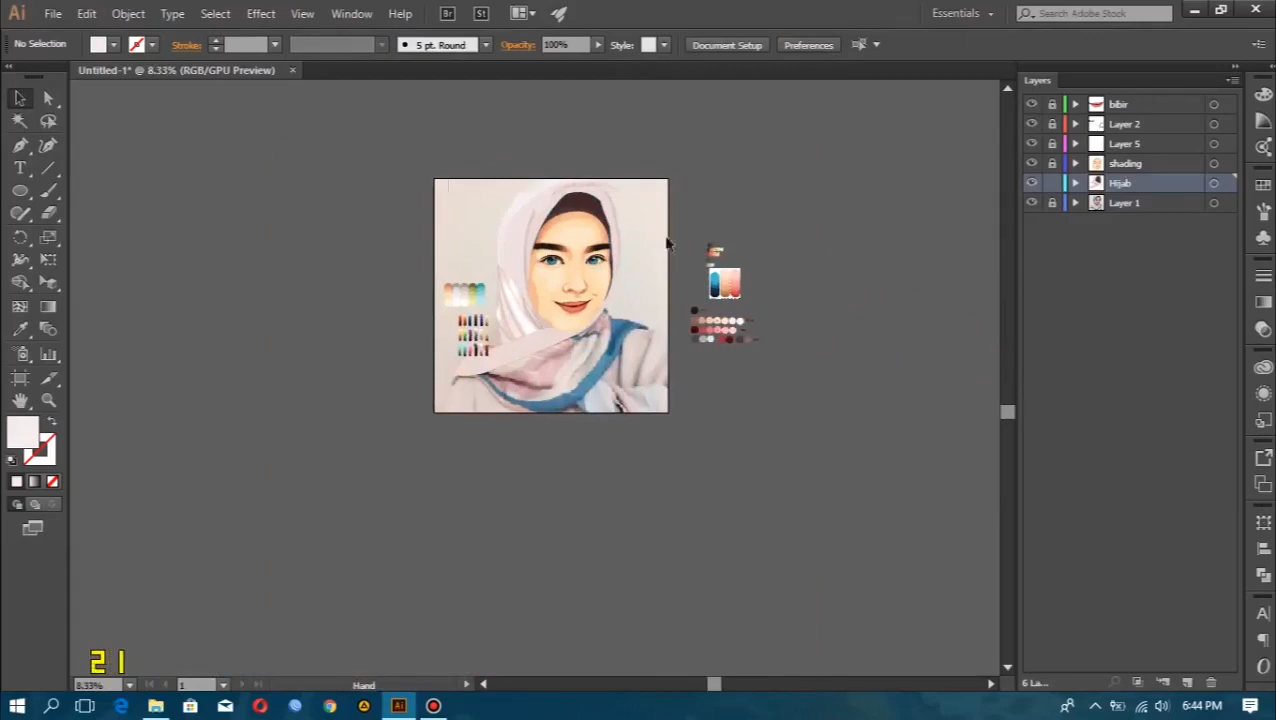 Ai File Edit Object Type Select Effect View Window Help Br St Essentials Search Adobe Stock
No Selection Stroke: 5 pt. Round Opacity: 100% Style: Document Setup Preferences
Untitled-1* @ 8.33% (RGB/GPU Preview) ×
Layers
bibir
Layer 2
Layer 5
shading
Hijab
Layer 1
21
8.33% 1 Hand 6 La...
Ai 6:44 PM